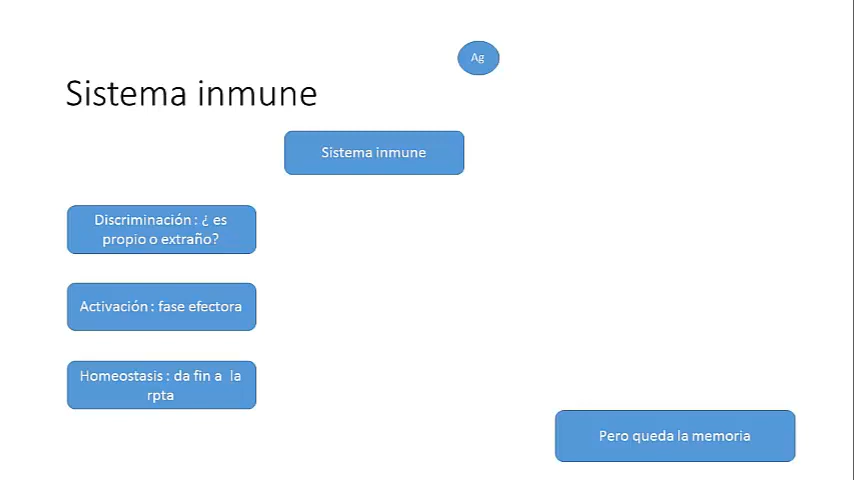 Ag
Sistema inmune
Sistema inmune
Discriminación : ¿ es
propio o extraño?
Activación : fase efectora
Homeostasis : da fin a  la
rpta
Pero queda la memoria